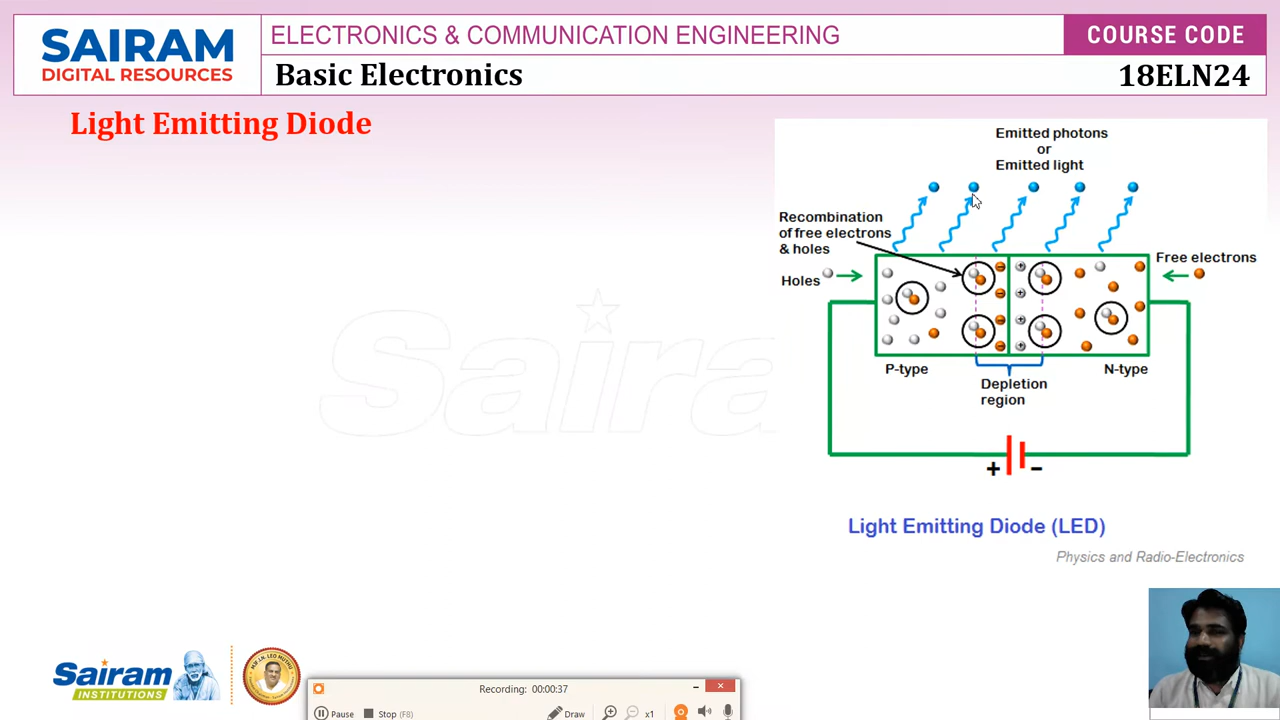 SAIRAM
DIGITAL RESOURCES
ELECTRONICS & COMMUNICATION ENGINEERING
COURSE CODE
Basic Electronics
18ELN24
Light Emitting Diode
Emitted photons
or
Emitted light
Recombination
of free electrons
& holes
Holes
Free electrons
P-type
Depletion
region
N-type
+
−
Light Emitting Diode (LED)
Physics and Radio-Electronics
Sairam
Sairam
INSTITUTIONS
Recording: 00:00:37
Pause
Stop (F8)
Draw
x1